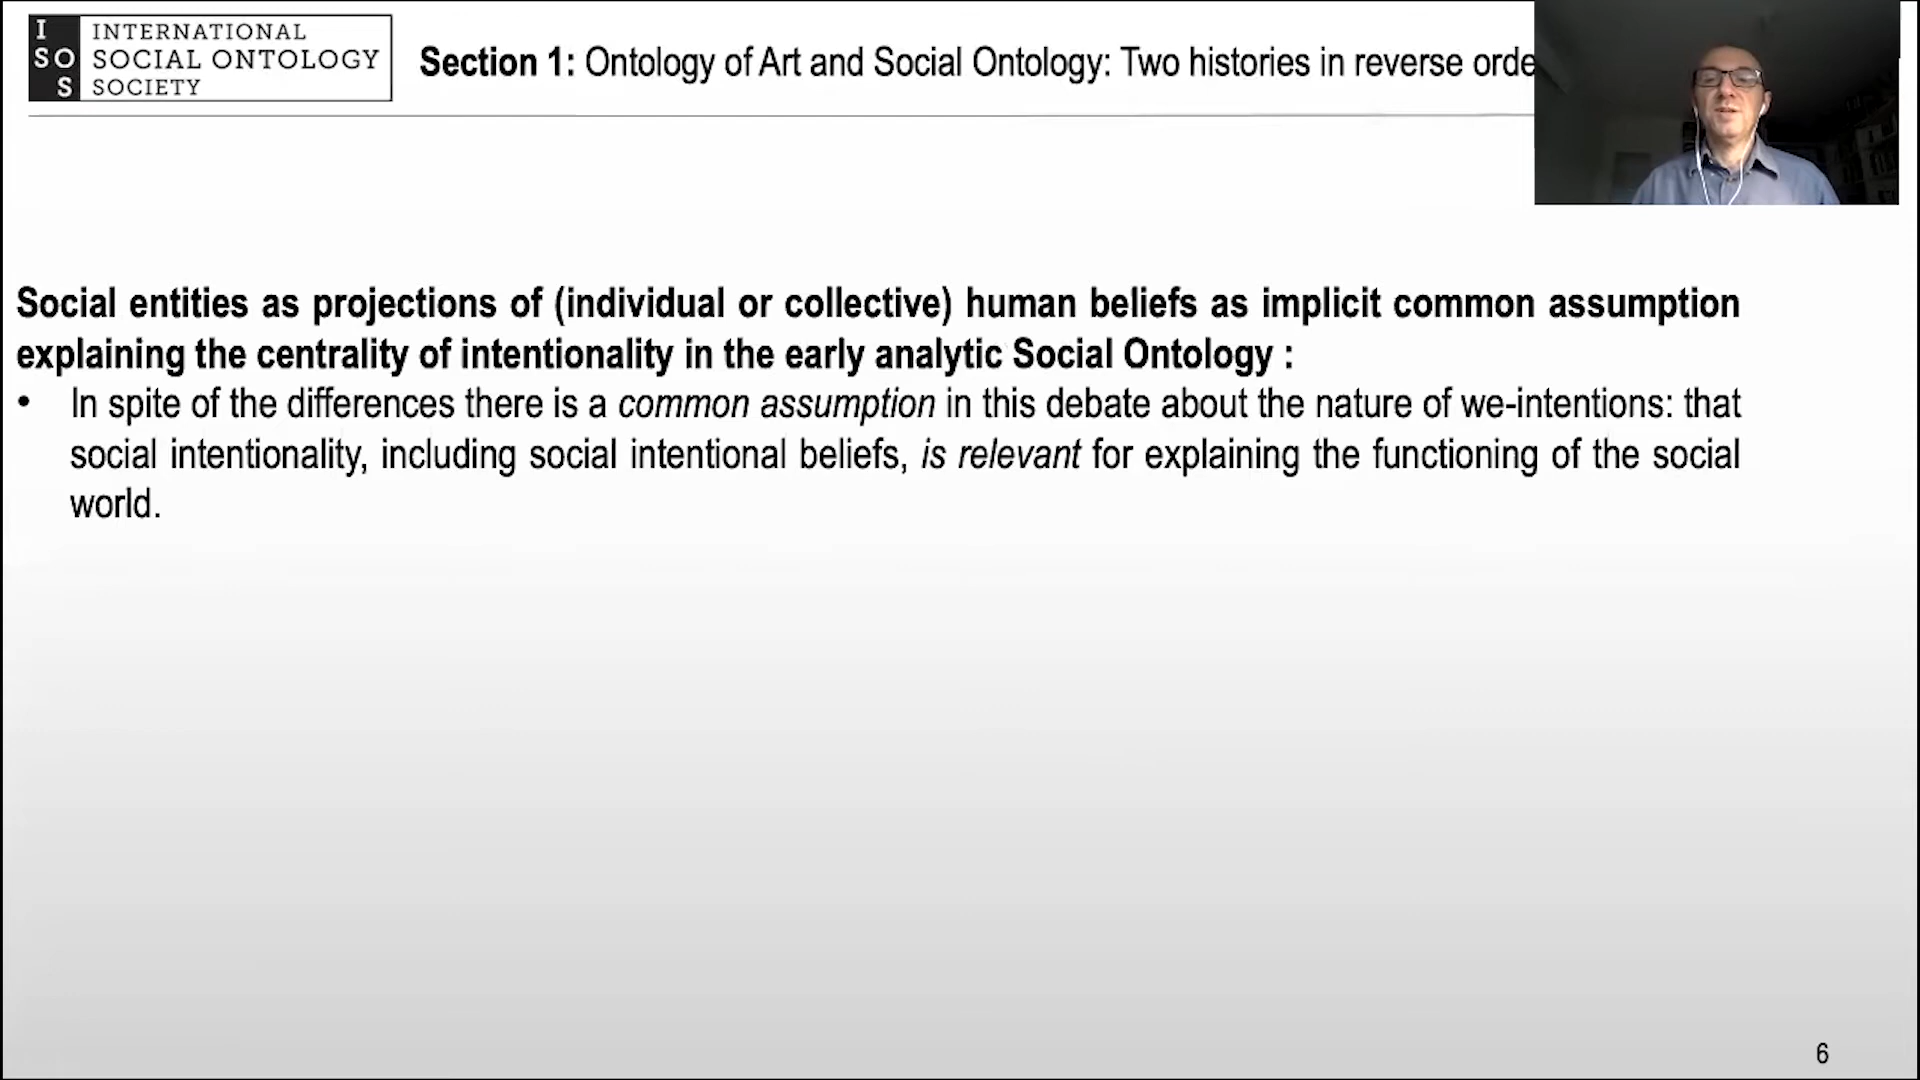 I
SO
S
INTERNATIONAL
SOCIAL ONTOLOGY
SOCIETY
Section 1: Ontology of Art and Social Ontology: Two histories in reverse orde
Social entities as projections of (individual or collective) human beliefs as implicit common assumption
explaining the centrality of intentionality in the early analytic Social Ontology :
• In spite of the differences there is a common assumption in this debate about the nature of we-intentions: that
social intentionality, including social intentional beliefs, is relevant for explaining the functioning of the social
world.
6